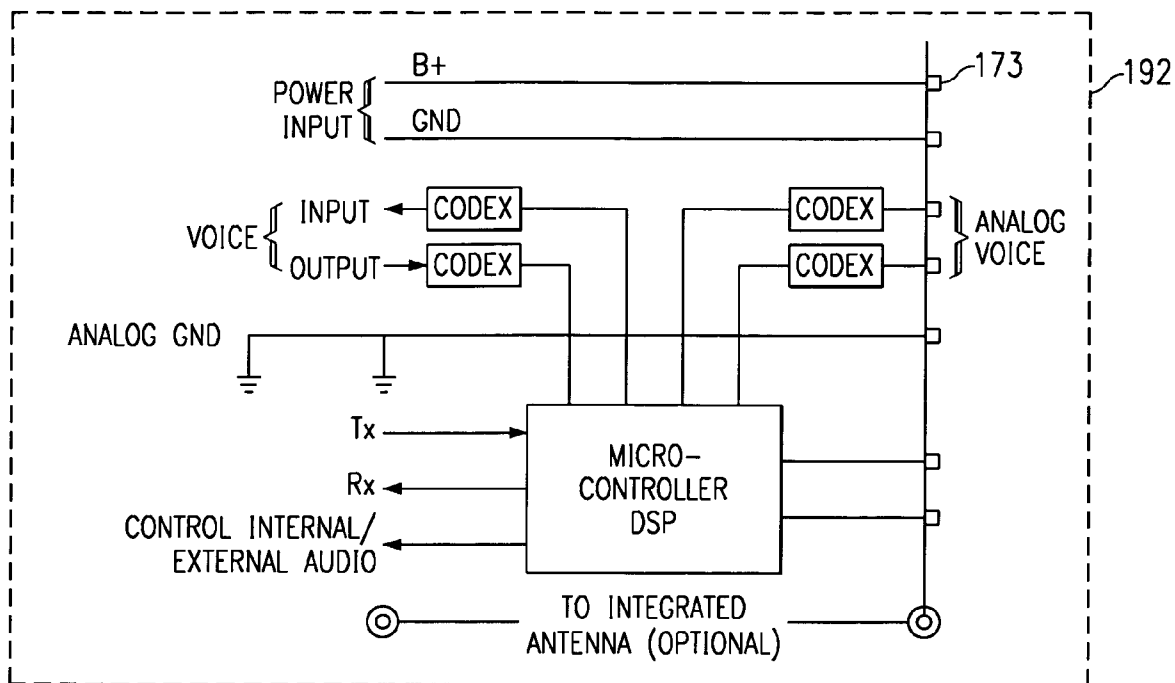 B+
173
192
POWER
INPUT
GND
VOICE
INPUT
CODEX
CODEX
OUTPUT
CODEX
CODEX
ANALOG
VOICE
ANALOG GND
Tx
Rx
CONTROL INTERNAL/
EXTERNAL AUDIO
MICRO-
CONTROLLER
DSP
TO INTEGRATED
ANTENNA (OPTIONAL)